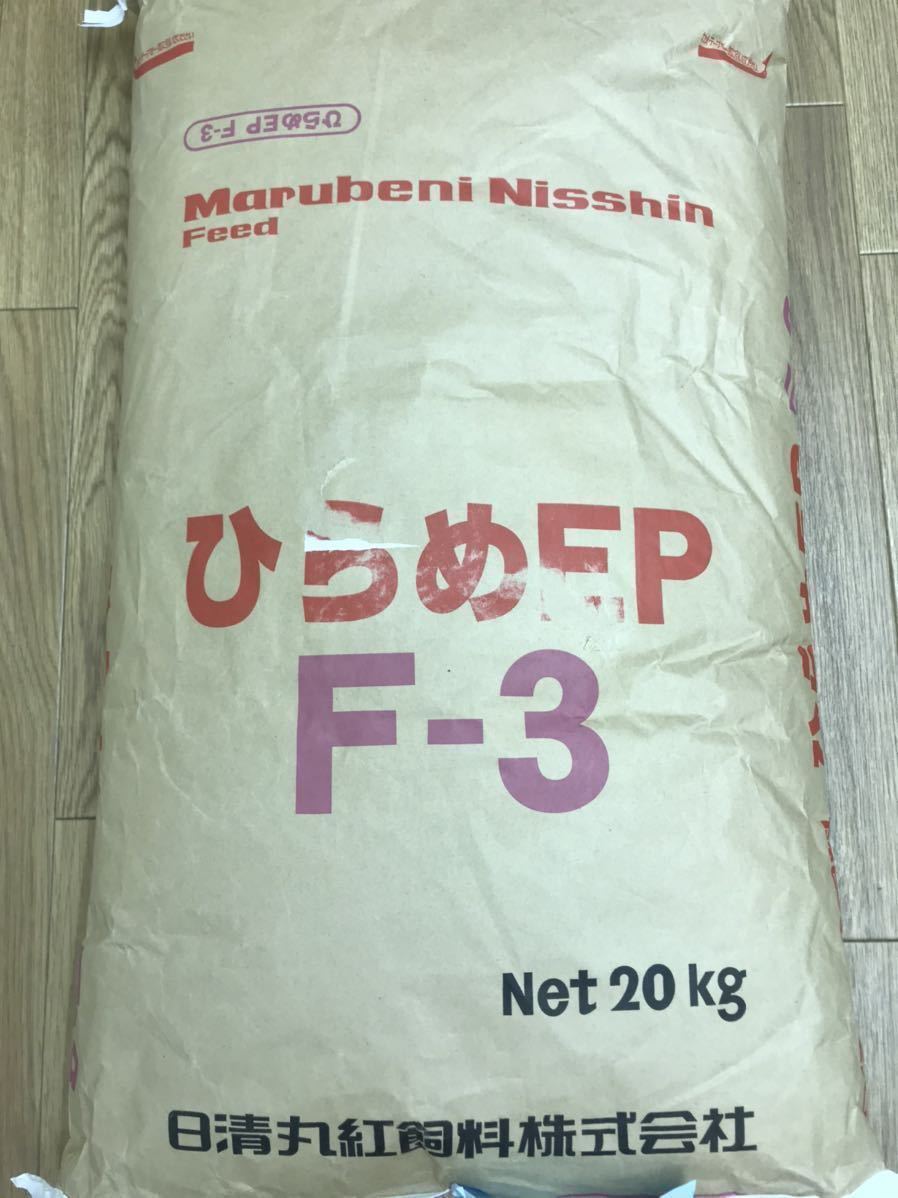 ひらめEP F-3
Marubeni Nisshin
Feed
ひらめEP
F-3
Net 20 kg
日清丸紅飼料株式会社